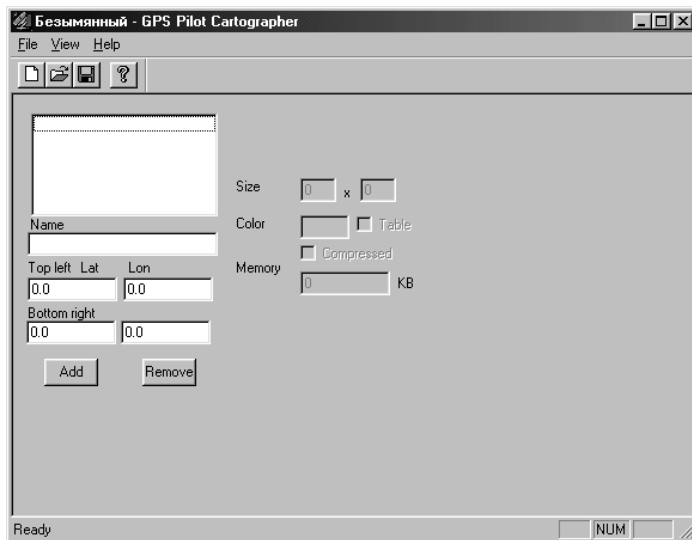 Безымянный - GPS Pilot Cartographer
File View Help
Size 0 x 0
Name
Color Table
Compressed
Top left Lat Lon
Memory
0.0 0.0 0 KB
Bottom right
0.0 0.0
Add Remove
Ready NUM